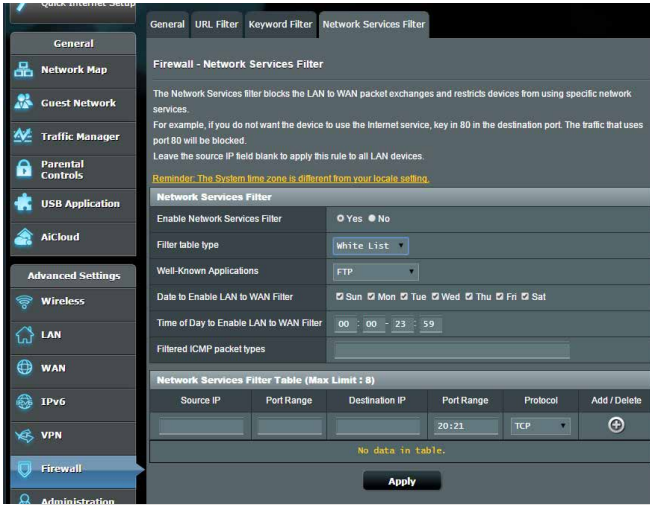 Quick Internet Setup
General
Network Map
Guest Network
Traffic Manager
Parental
Controls
USB Application
AiCloud
Advanced Settings
Wireless
LAN
WAN
IPv6
VPN
Firewall
Administration
General URL Filter Keyword Filter Network Services Filter
Firewall - Network Services Filter
The Network Services filter blocks the LAN to WAN packet exchanges and restricts devices from using specific network
services.
For example, if you do not want the device to use the Internet service, key in 80 in the destination port. The traffic that uses
port 80 will be blocked.
Leave the source IP field blank to apply this rule to all LAN devices.
Reminder: The System time zone is different from your locale setting.
Network Services Filter
Enable Network Services Filter Yes No
Filter table type White List
Well-Known Applications FTP
Date to Enable LAN to WAN Filter Sun Mon Tue Wed Thu Fri Sat
Time of Day to Enable LAN to WAN Filter 00 : 00 - 23 : 59
Filtered ICMP packet types
Network Services Filter Table (Max Limit : 8)
Source IP Port Range Destination IP Port Range Protocol Add / Delete
20:21 TCP
No data in table.
Apply